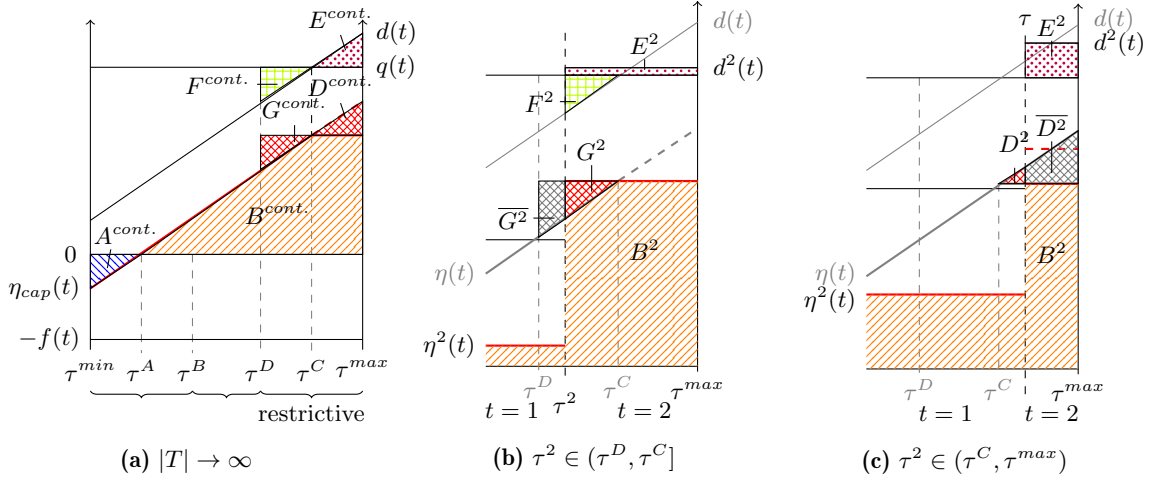 E^{cont.}
d(t)
q(t)
F^{cont.}
D^{cont.}
G^{cont.}
B^{cont.}
A^{cont.}
0
η_{cap}(t)
−f(t)
τ^{min} τ^A τ^B τ^D τ^C τ^{max}
restrictive
(a) |T| → ∞
d(t)
E^2
d^2(t)
F^2
G^2
\overline{G^2}
B^2
η(t)
η^2(t)
τ^D τ^2 τ^C τ^{max}
t = 1 t = 2
(b) τ^2 ∈ (τ^D, τ^C]
τ
E^2
d(t)
d^2(t)
D^2 \overline{D^2}
B^2
η(t)
η^2(t)
τ^D τ^C τ^{max}
t = 1 t = 2
(c) τ^2 ∈ (τ^C, τ^{max})